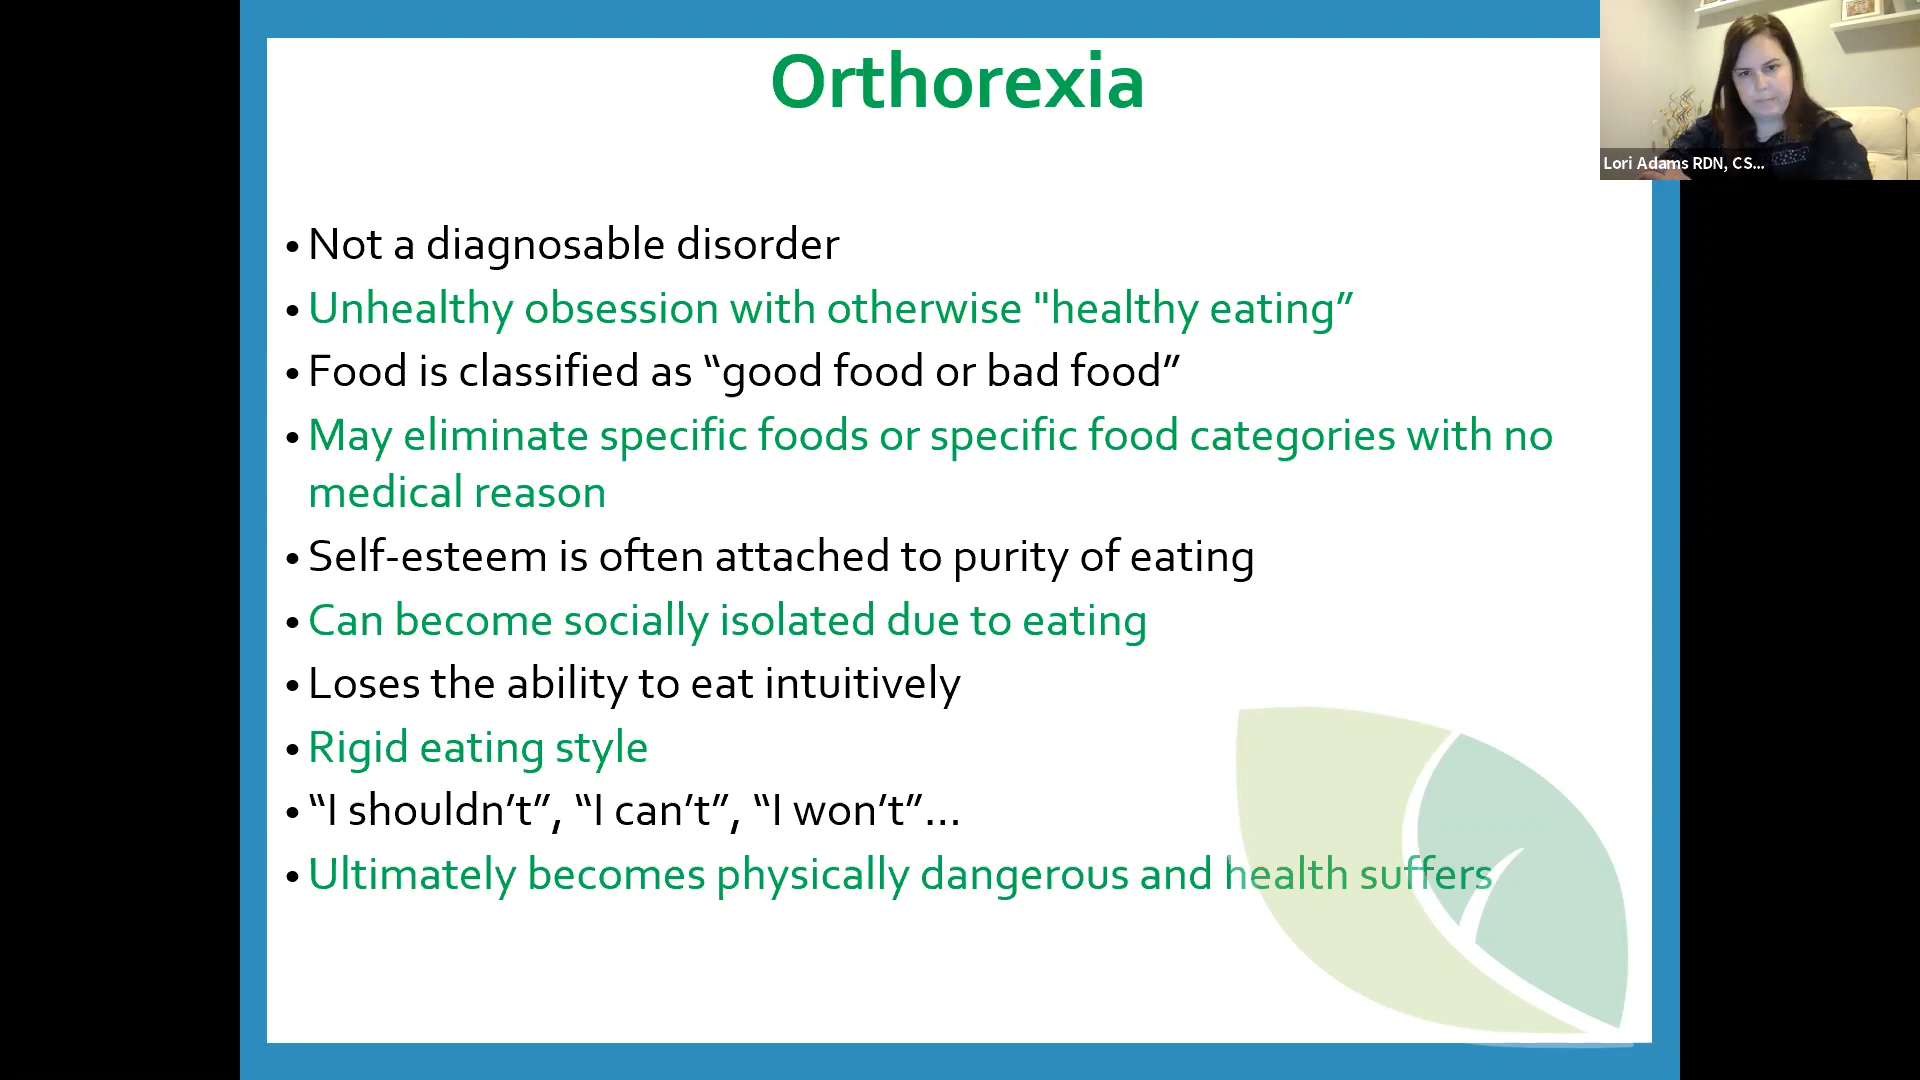 Orthorexia
Lori Adams RDN, CS...
• Not a diagnosable disorder
• Unhealthy obsession with otherwise "healthy eating”
• Food is classified as “good food or bad food”
• May eliminate specific foods or specific food categories with no
medical reason
• Self-esteem is often attached to purity of eating
• Can become socially isolated due to eating
• Loses the ability to eat intuitively
• Rigid eating style
• “I shouldn’t”, “I can’t”, “I won’t”…
• Ultimately becomes physically dangerous and health suffers